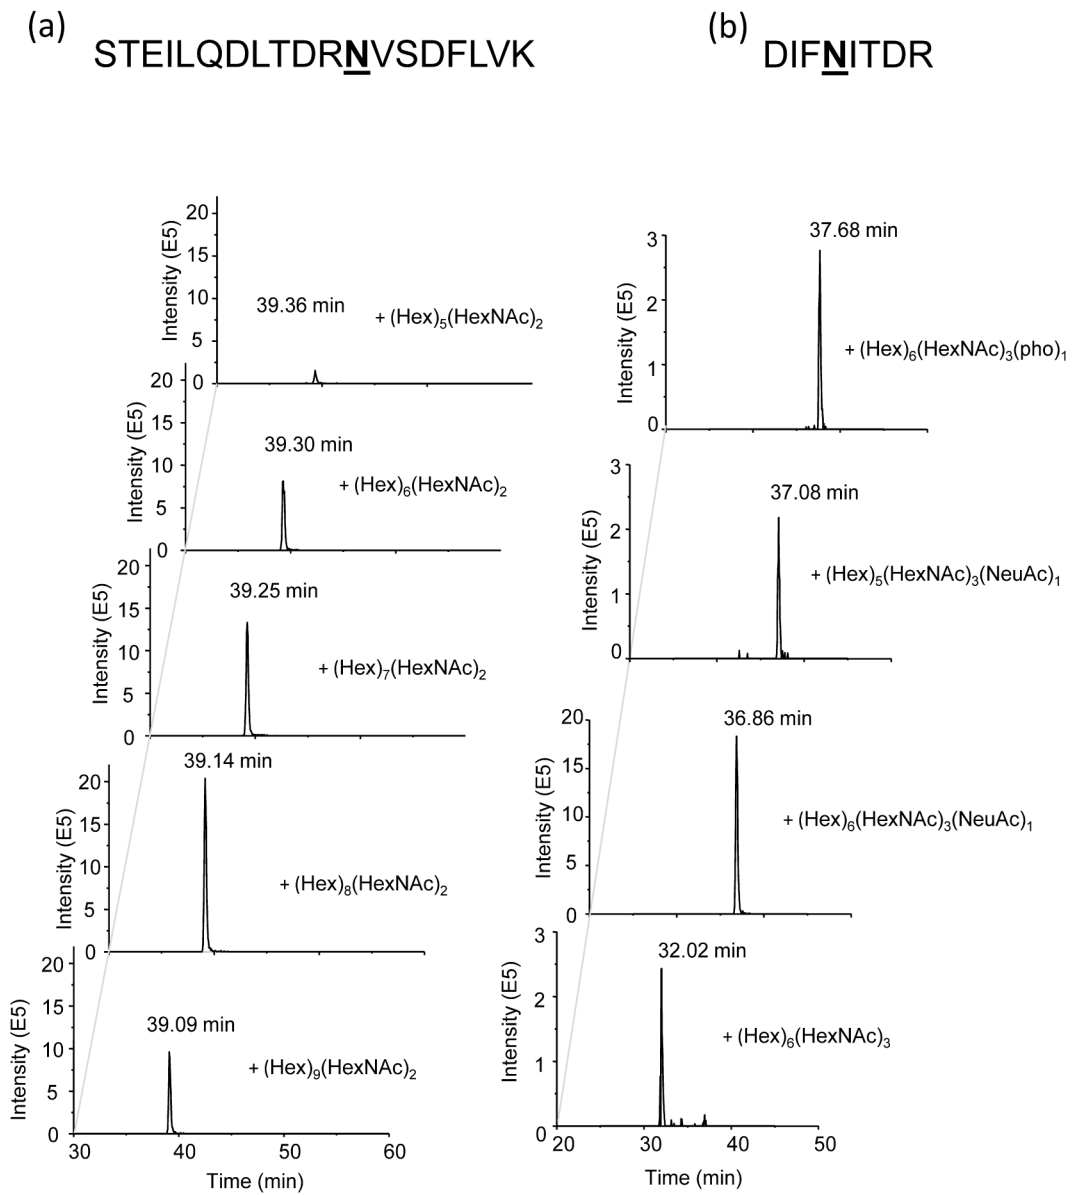 (a)
STEILQDLTDRNVSDFLVK
Intensity (E5)
20
15
10
5
0
39.36 min
+ (Hex)5(HexNAc)2
Intensity (E5)
20
15
10
5
0
39.30 min
+ (Hex)6(HexNAc)2
Intensity (E5)
20
15
10
5
0
39.25 min
+ (Hex)7(HexNAc)2
Intensity (E5)
20
15
10
5
0
39.14 min
+ (Hex)8(HexNAc)2
Intensity (E5)
20
15
10
5
0
39.09 min
+ (Hex)9(HexNAc)2
30 40 50 60
Time (min)
(b)
DIFNITDR
Intensity (E5)
3
2
1
0
37.68 min
+ (Hex)6(HexNAc)3(pho)1
Intensity (E5)
3
2
1
0
37.08 min
+ (Hex)5(HexNAc)3(NeuAc)1
Intensity (E5)
20
15
10
5
0
36.86 min
+ (Hex)6(HexNAc)3(NeuAc)1
Intensity (E5)
3
2
1
0
32.02 min
+ (Hex)6(HexNAc)3
20 30 40 50
Time (min)